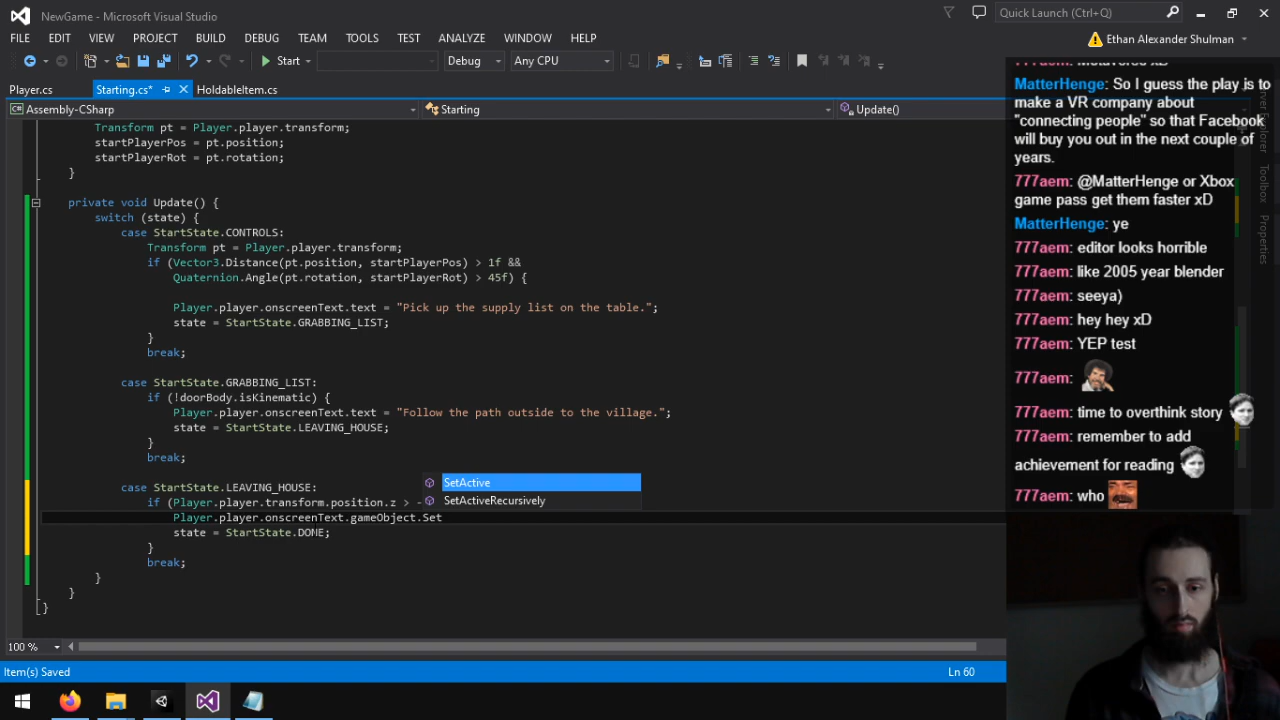 NewGame - Microsoft Visual Studio
Quick Launch (Ctrl+Q)
FILE EDIT VIEW PROJECT BUILD DEBUG TEAM TOOLS TEST ANALYZE WINDOW HELP
Ethan Alexander Shulman
Start Debug Any CPU
Player.cs Starting.cs* HoldableItem.cs
Assembly-CSharp Starting Update()
Transform pt = Player.player.transform;
startPlayerPos = pt.position;
startPlayerRot = pt.rotation;
}
private void Update() {
switch (state) {
case StartState.CONTROLS:
Transform pt = Player.player.transform;
if (Vector3.Distance(pt.position, startPlayerPos) > 1f &&
Quaternion.Angle(pt.rotation, startPlayerRot) > 45f) {
Player.player.onscreenText.text = "Pick up the supply list on the table.";
state = StartState.GRABBING_LIST;
}
break;
case StartState.GRABBING_LIST:
if (!doorBody.isKinematic) {
Player.player.onscreenText.text = "Follow the path outside to the village.";
state = StartState.LEAVING_HOUSE;
}
break;
case StartState.LEAVING_HOUSE:
if (Player.player.transform.position.z > -
Player.player.onscreenText.gameObject.Set
state = StartState.DONE;
}
break;
}
}
}
SetActive
SetActiveRecursively
100 %
Item(s) Saved
Ln 60
MatterHenge: So I guess the play is to
make a VR company about
"connecting people" so that Facebook
will buy you out in the next couple of
years.
777aem: @MatterHenge or Xbox
game pass get them faster xD
MatterHenge: ye
777aem: editor looks horrible
777aem: like 2005 year blender
777aem: seeya)
777aem: hey hey xD
777aem: YEP test
777aem:
777aem: time to overthink story
777aem: remember to add
achievement for reading
777aem: who
Toolbox
Properties